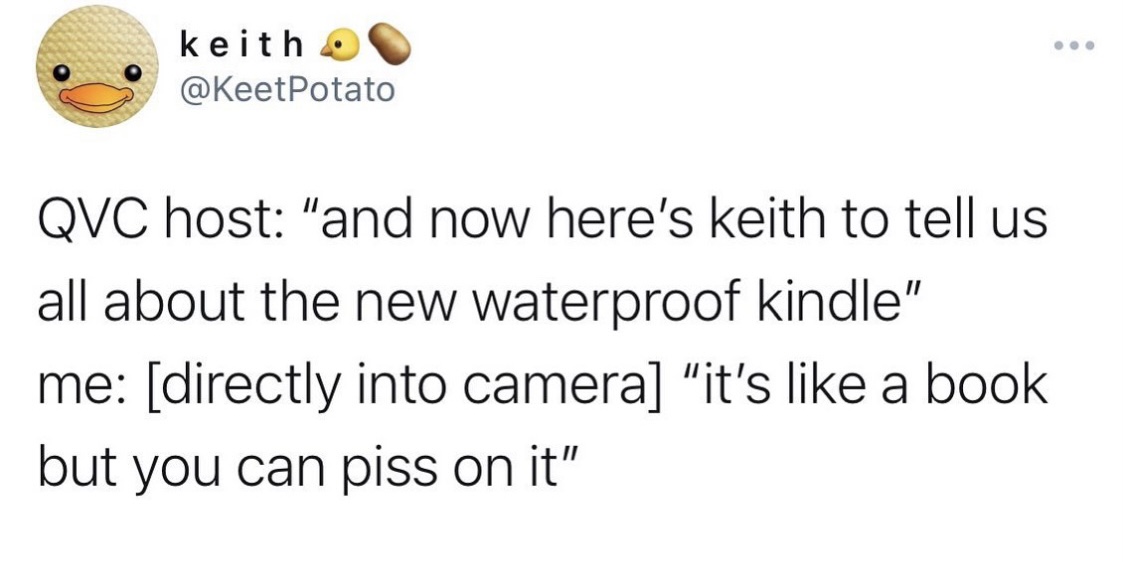 keith 🐤🥔
@KeetPotato
QVC host: “and now here’s keith to tell us
all about the new waterproof kindle”
me: [directly into camera] “it’s like a book
but you can piss on it”